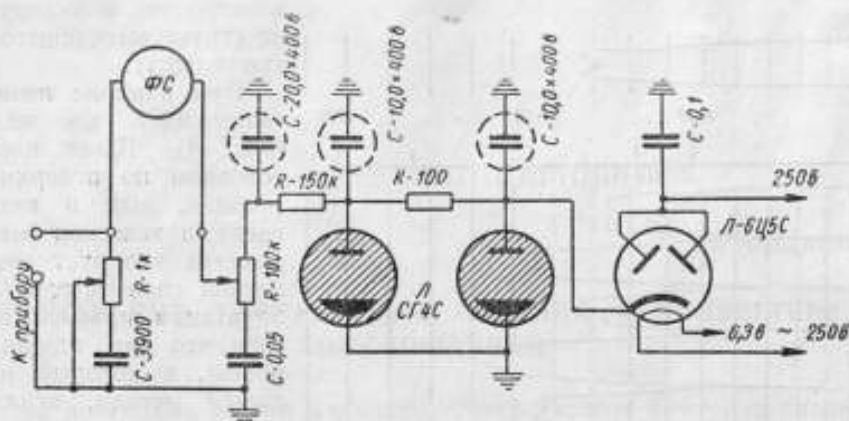 ФС
С-20,0×400в
С-10,0×400в
С-10,0×400в
С-0,1
R-150к
R-100
250в
Л-6Ц5С
R-1к
R-100к
Л
СГ4С
К прибору
С-3900
С-0,05
6,3в ~ 250в